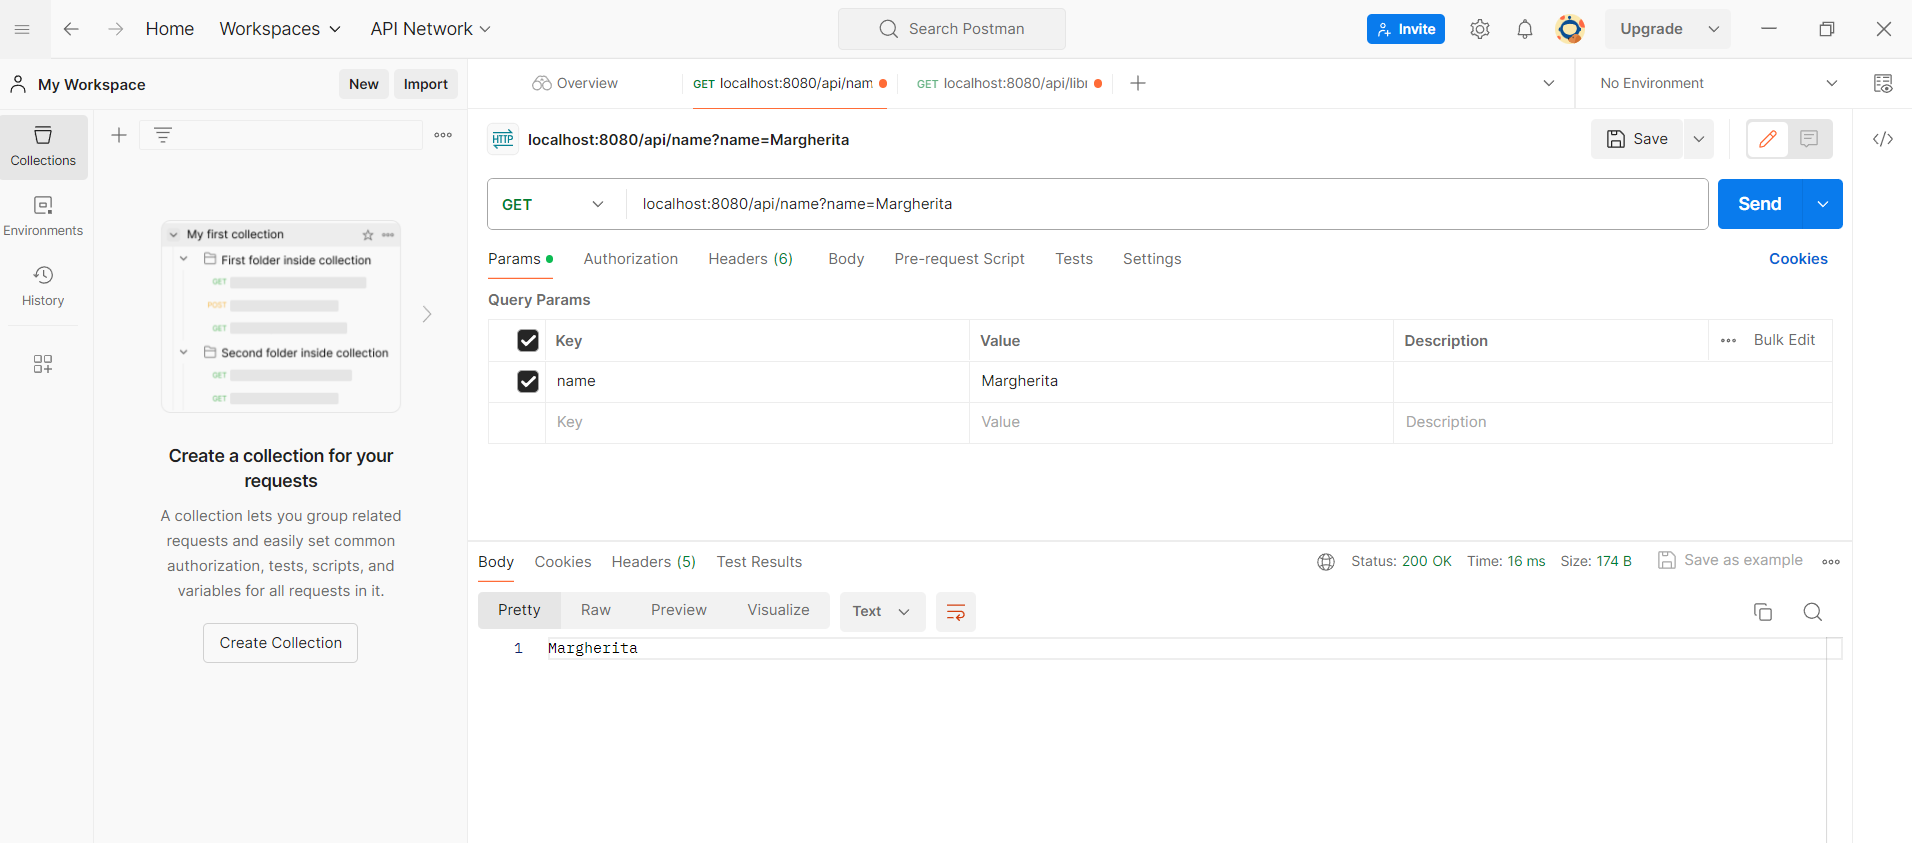 Home
Workspaces
API Network
Search Postman
Invite
Upgrade
My Workspace
New
Import
Overview
GET localhost:8080/api/nam
GET localhost:8080/api/lib
No Environment
Collections
Environments
History
My first collection
First folder inside collection
GET
POST
GET
Second folder inside collection
GET
GET
Create a collection for your
requests
A collection lets you group related
requests and easily set common
authorization, tests, scripts, and
variables for all requests in it.
Create Collection
HTTP
localhost:8080/api/name?name=Margherita
Save
GET
localhost:8080/api/name?name=Margherita
Send
Params
Authorization
Headers (6)
Body
Pre-request Script
Tests
Settings
Cookies
Query Params
Key
Value
Description
Bulk Edit
name
Margherita
Key
Value
Description
Body
Cookies
Headers (5)
Test Results
Status: 200 OK
Time: 16 ms
Size: 174 B
Save as example
Pretty
Raw
Preview
Visualize
Text
1
Margherita